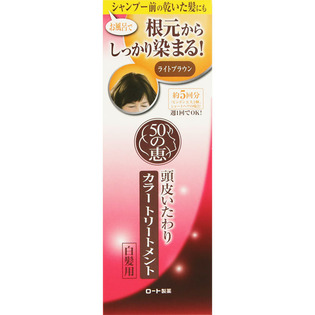 シャンプー前の乾いた髪にも
お風呂で
根元から
しっかり染まる!
ライトブラウン
約5回分
週1回でOK!
50の恵
頭皮いたわり
カラートリートメント
白髪用
ロート製薬